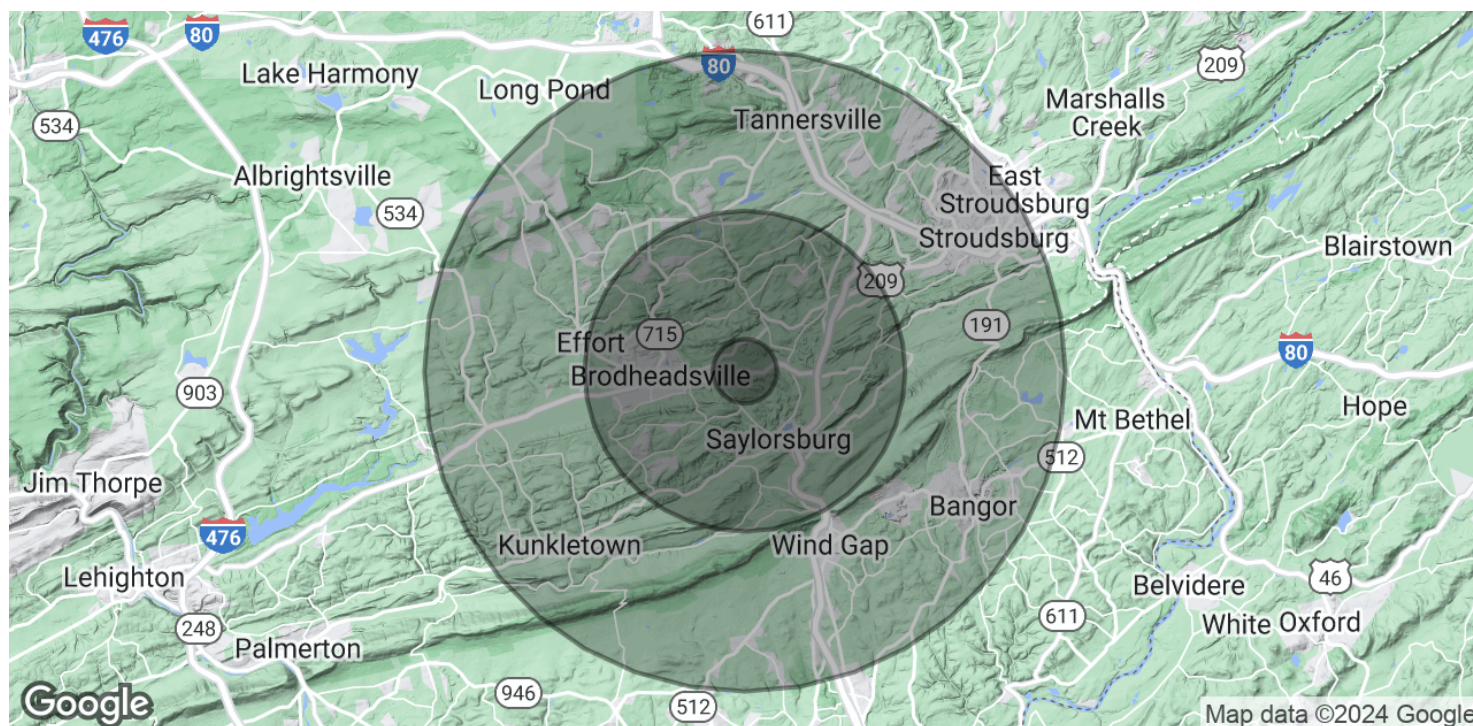 611
476
80
80
209
Lake Harmony
Long Pond
Marshalls
Creek
Tannersville
534
Albrightsville
East
Stroudsburg
534
Stroudsburg
Blairstown
209
Effort
715
191
80
Brodheadsville
903
Hope
Mt Bethel
Saylorsburg
512
Jim Thorpe
Bangor
476
Kunkletown
Wind Gap
Lehighton
Belvidere
46
611
White Oxford
248
Palmerton
946
512
Google
Map data ©2024 Google